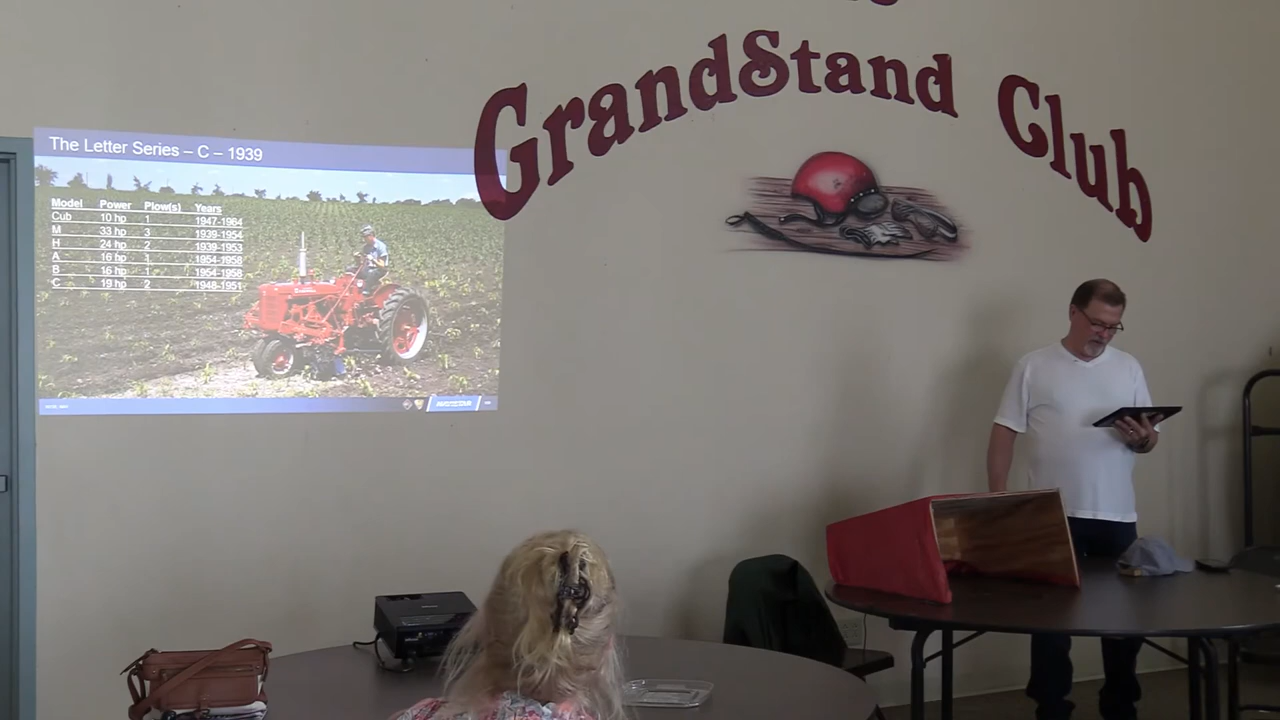 GrandStand Club
The Letter Series – C – 1939
Model Power Plow(s) Years
Cub 10 hp 1 1947-1964
M 33 hp 3 1939-1954
H 24 hp 2 1939-1953
A 16 hp 1 1954-1958
B 16 hp 1 1954-1958
C 19 hp 2 1948-1951